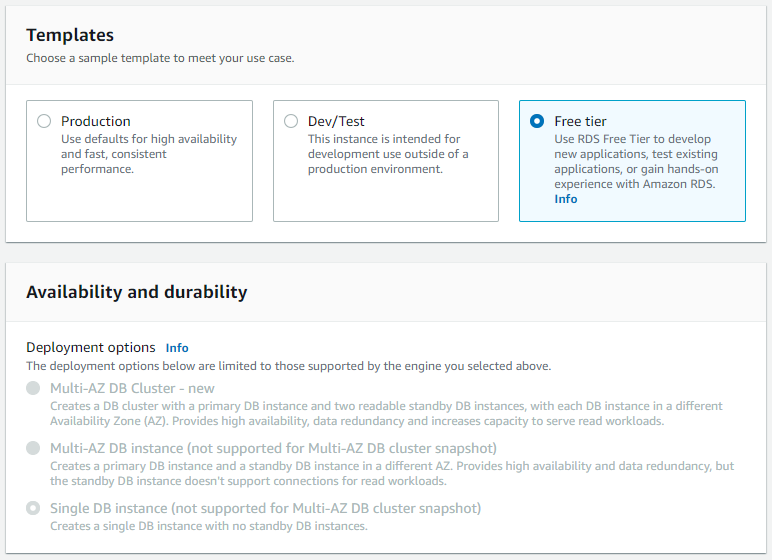 Templates
Choose a sample template to meet your use case.
Production
Use defaults for high availability
and fast, consistent
performance.
Dev/Test
This instance is intended for
development use outside of a
production environment.
Free tier
Use RDS Free Tier to develop
new applications, test existing
applications, or gain hands-on
experience with Amazon RDS.
Info
Availability and durability
Deployment options Info
The deployment options below are limited to those supported by the engine you selected above.
Multi-AZ DB Cluster - new
Creates a DB cluster with a primary DB instance and two readable standby DB instances, with each DB instance in a different
Availability Zone (AZ). Provides high availability, data redundancy and increases capacity to serve read workloads.
Multi-AZ DB instance (not supported for Multi-AZ DB cluster snapshot)
Creates a primary DB instance and a standby DB instance in a different AZ. Provides high availability and data redundancy, but
the standby DB instance doesn't support connections for read workloads.
Single DB instance (not supported for Multi-AZ DB cluster snapshot)
Creates a single DB instance with no standby DB instances.